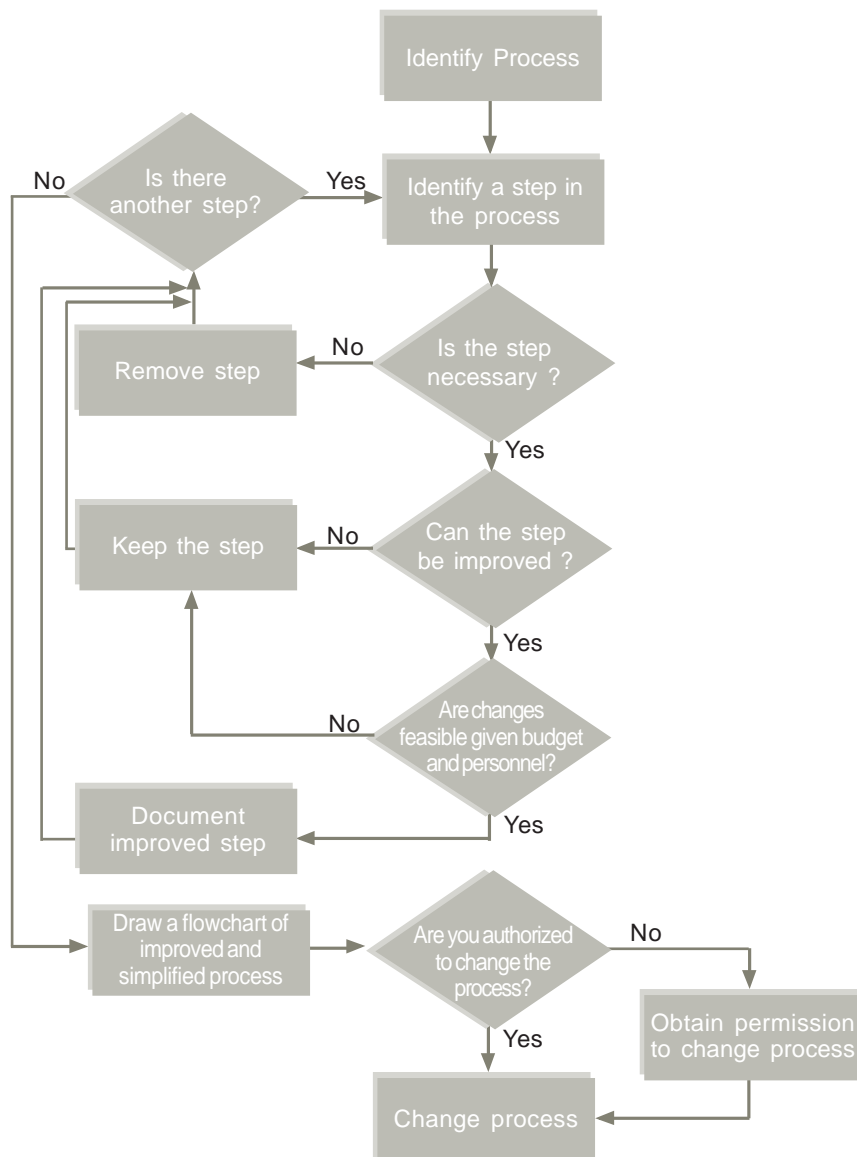 Identify Process
Is there
another step?
No
Yes
Identify a step in
the process
Is the step
necessary ?
No
Remove step
Yes
Can the step
be improved ?
No
Keep the step
Yes
Are changes
feasible given budget
and personnel?
No
Yes
Document
improved step
Draw a flowchart of
improved and
simplified process
Are you authorized
to change the
process?
No
Obtain permission
to change process
Yes
Change process